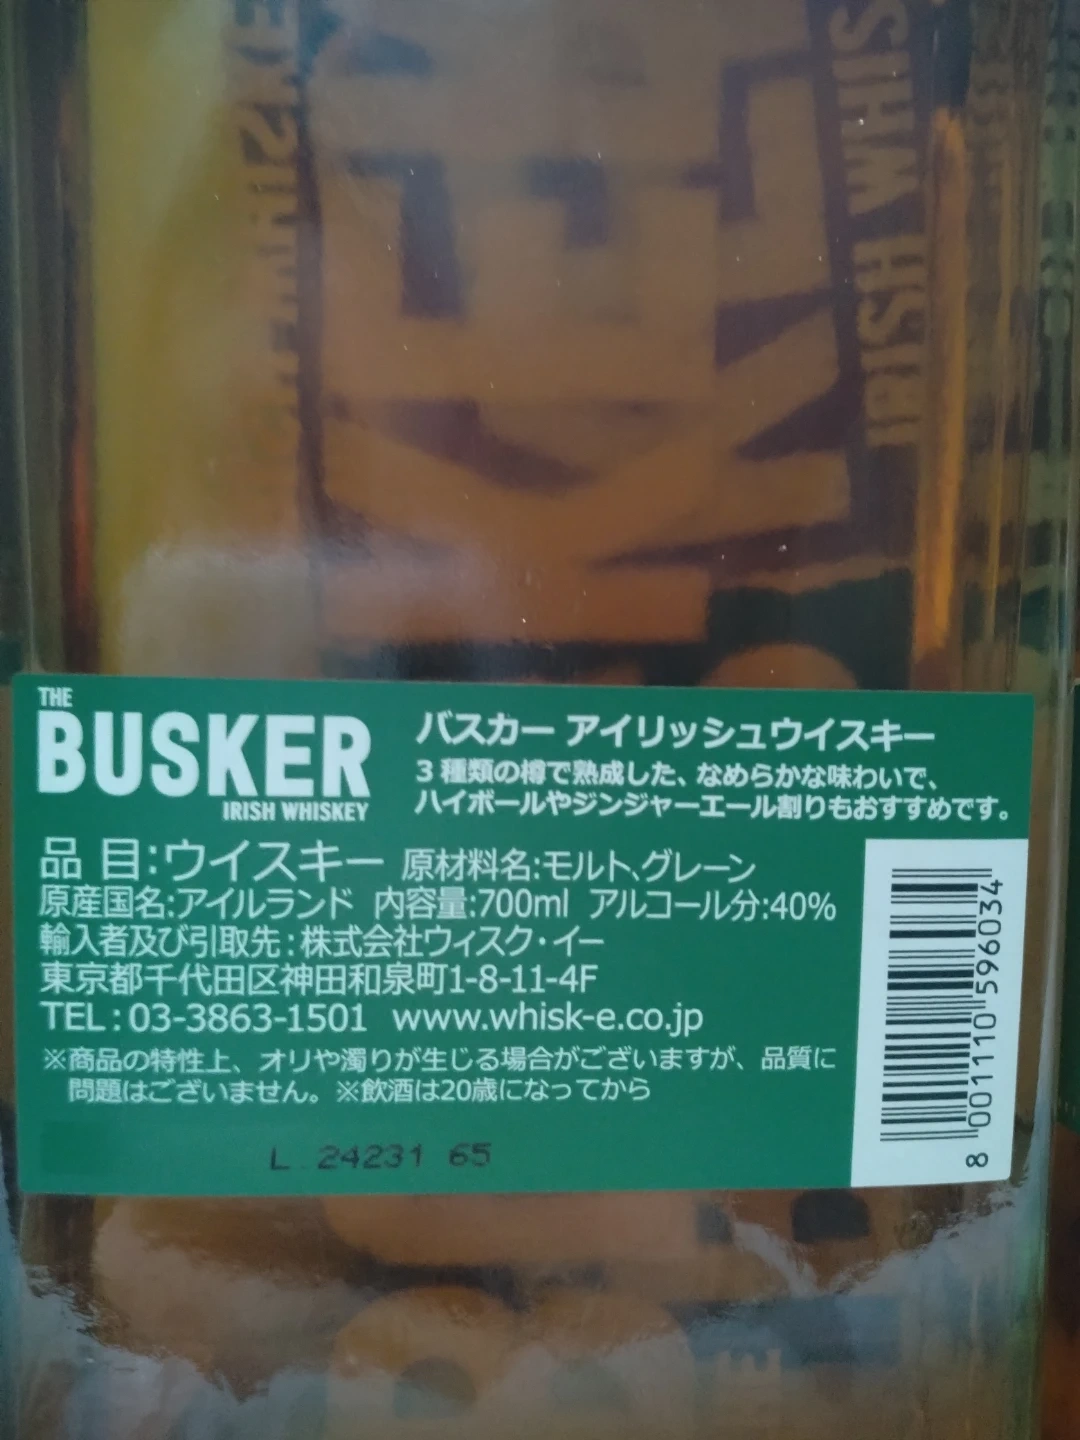 IRISH WHIS
THE
BUSKER
IRISH WHISKEY
バスカー アイリッシュウイスキー
3種類の樽で熟成した、なめらかな味わいで、
ハイボールやジンジャーエール割りもおすすめです。
品 目:ウイスキー 原材料名:モルト、グレーン
原産国名:アイルランド 内容量:700ml アルコール分:40%
輸入者及び引取先:株式会社ウィスク・イー
東京都千代田区神田和泉町1-8-11-4F
TEL:03-3863-1501 www.whisk-e.co.jp
※商品の特性上、オリや濁りが生じる場合がございますが、品質に
問題はございません。※飲酒は20歳になってから
L 24231 65
8 001110 596034